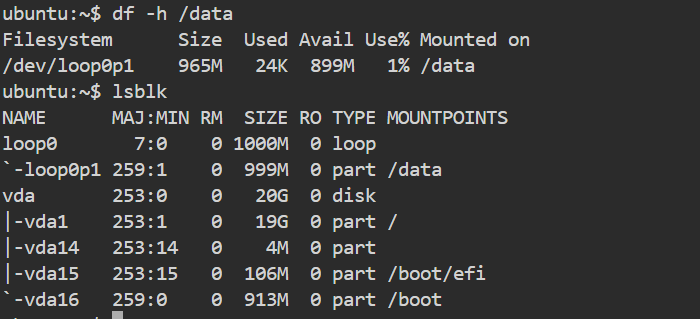 ubuntu:~$ df -h /data
Filesystem      Size  Used Avail Use% Mounted on
/dev/loop0p1    965M   24K  899M   1% /data
ubuntu:~$ lsblk
NAME      MAJ:MIN RM  SIZE RO TYPE MOUNTPOINTS
loop0       7:0    0 1000M  0 loop
`-loop0p1 259:1    0  999M  0 part /data
vda       253:0    0   20G  0 disk
|-vda1    253:1    0   19G  0 part /
|-vda14   253:14   0    4M  0 part
|-vda15   253:15   0  106M  0 part /boot/efi
`-vda16   259:0    0  913M  0 part /boot